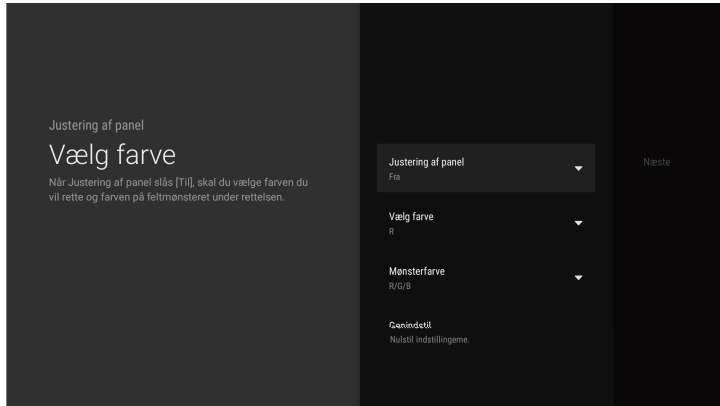 Justering af panel
Vælg farve
Når Justering af panel slås [Til], skal du vælge farven du
vil rette og farven på feltmønsteret under rettelsen.
Justering af panel
Fra
Vælg farve
R
Mønsterfarve
R/G/B
Genindstil
Nulstil indstillingerne.
Næste